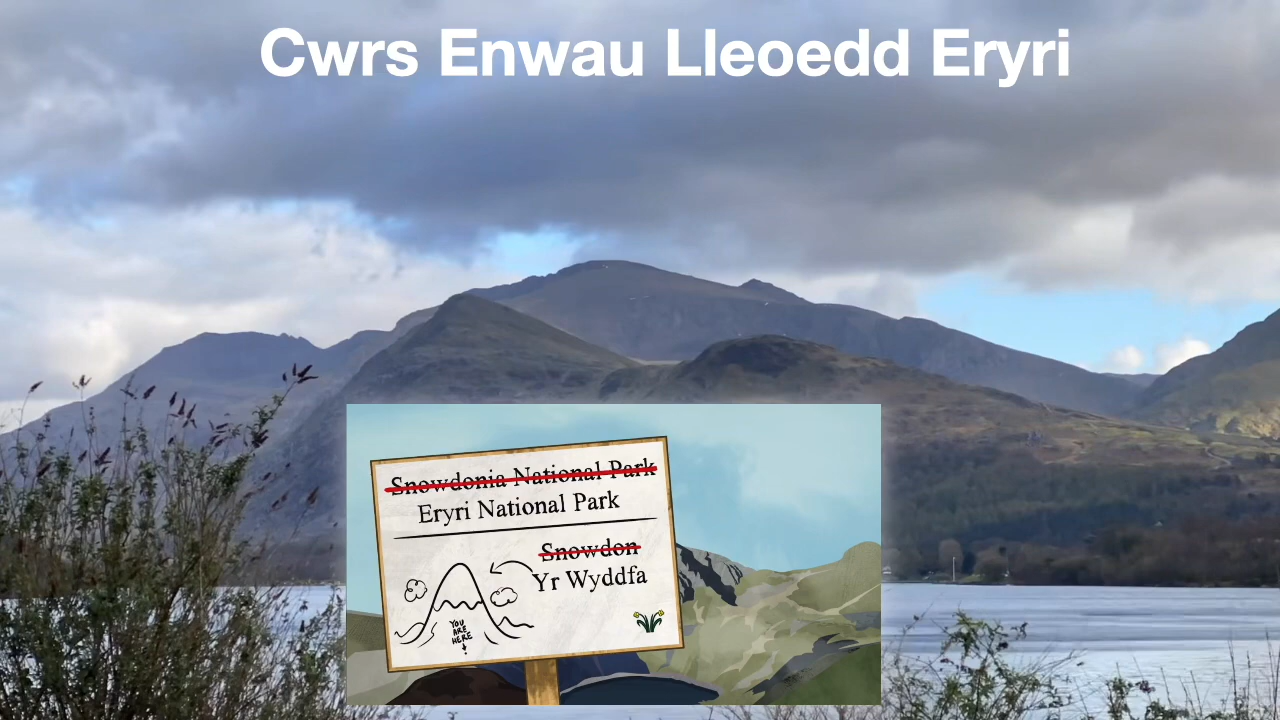 Cwrs Enwau Lleoedd Eryri
Snowdonia National Park
Eryri National Park
Snowdon
Yr Wyddfa
YOU
ARE
HERE